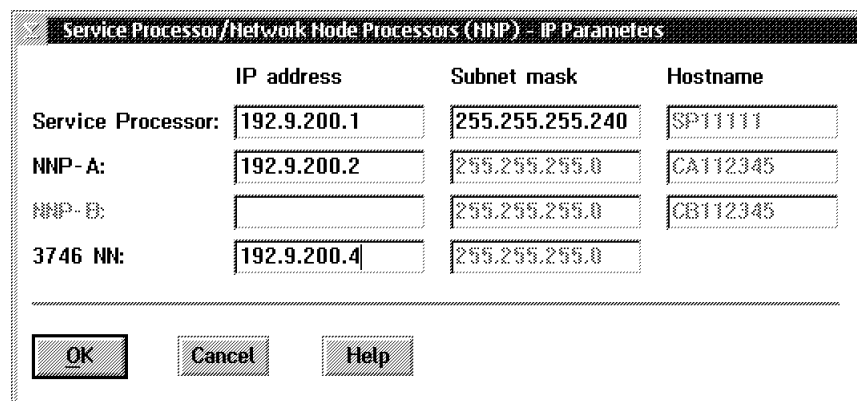 Service Processor/Network Node Processors (NNP) - IP Parameters
IP address Subnet mask Hostname
Service Processor: 192.9.200.1 255.255.255.240 SP11111
NNP-A: 192.9.200.2 255.255.255.0 CA112345
NNP-B: 255.255.255.0 CB112345
3746 NN: 192.9.200.4 255.255.255.0
OK Cancel Help